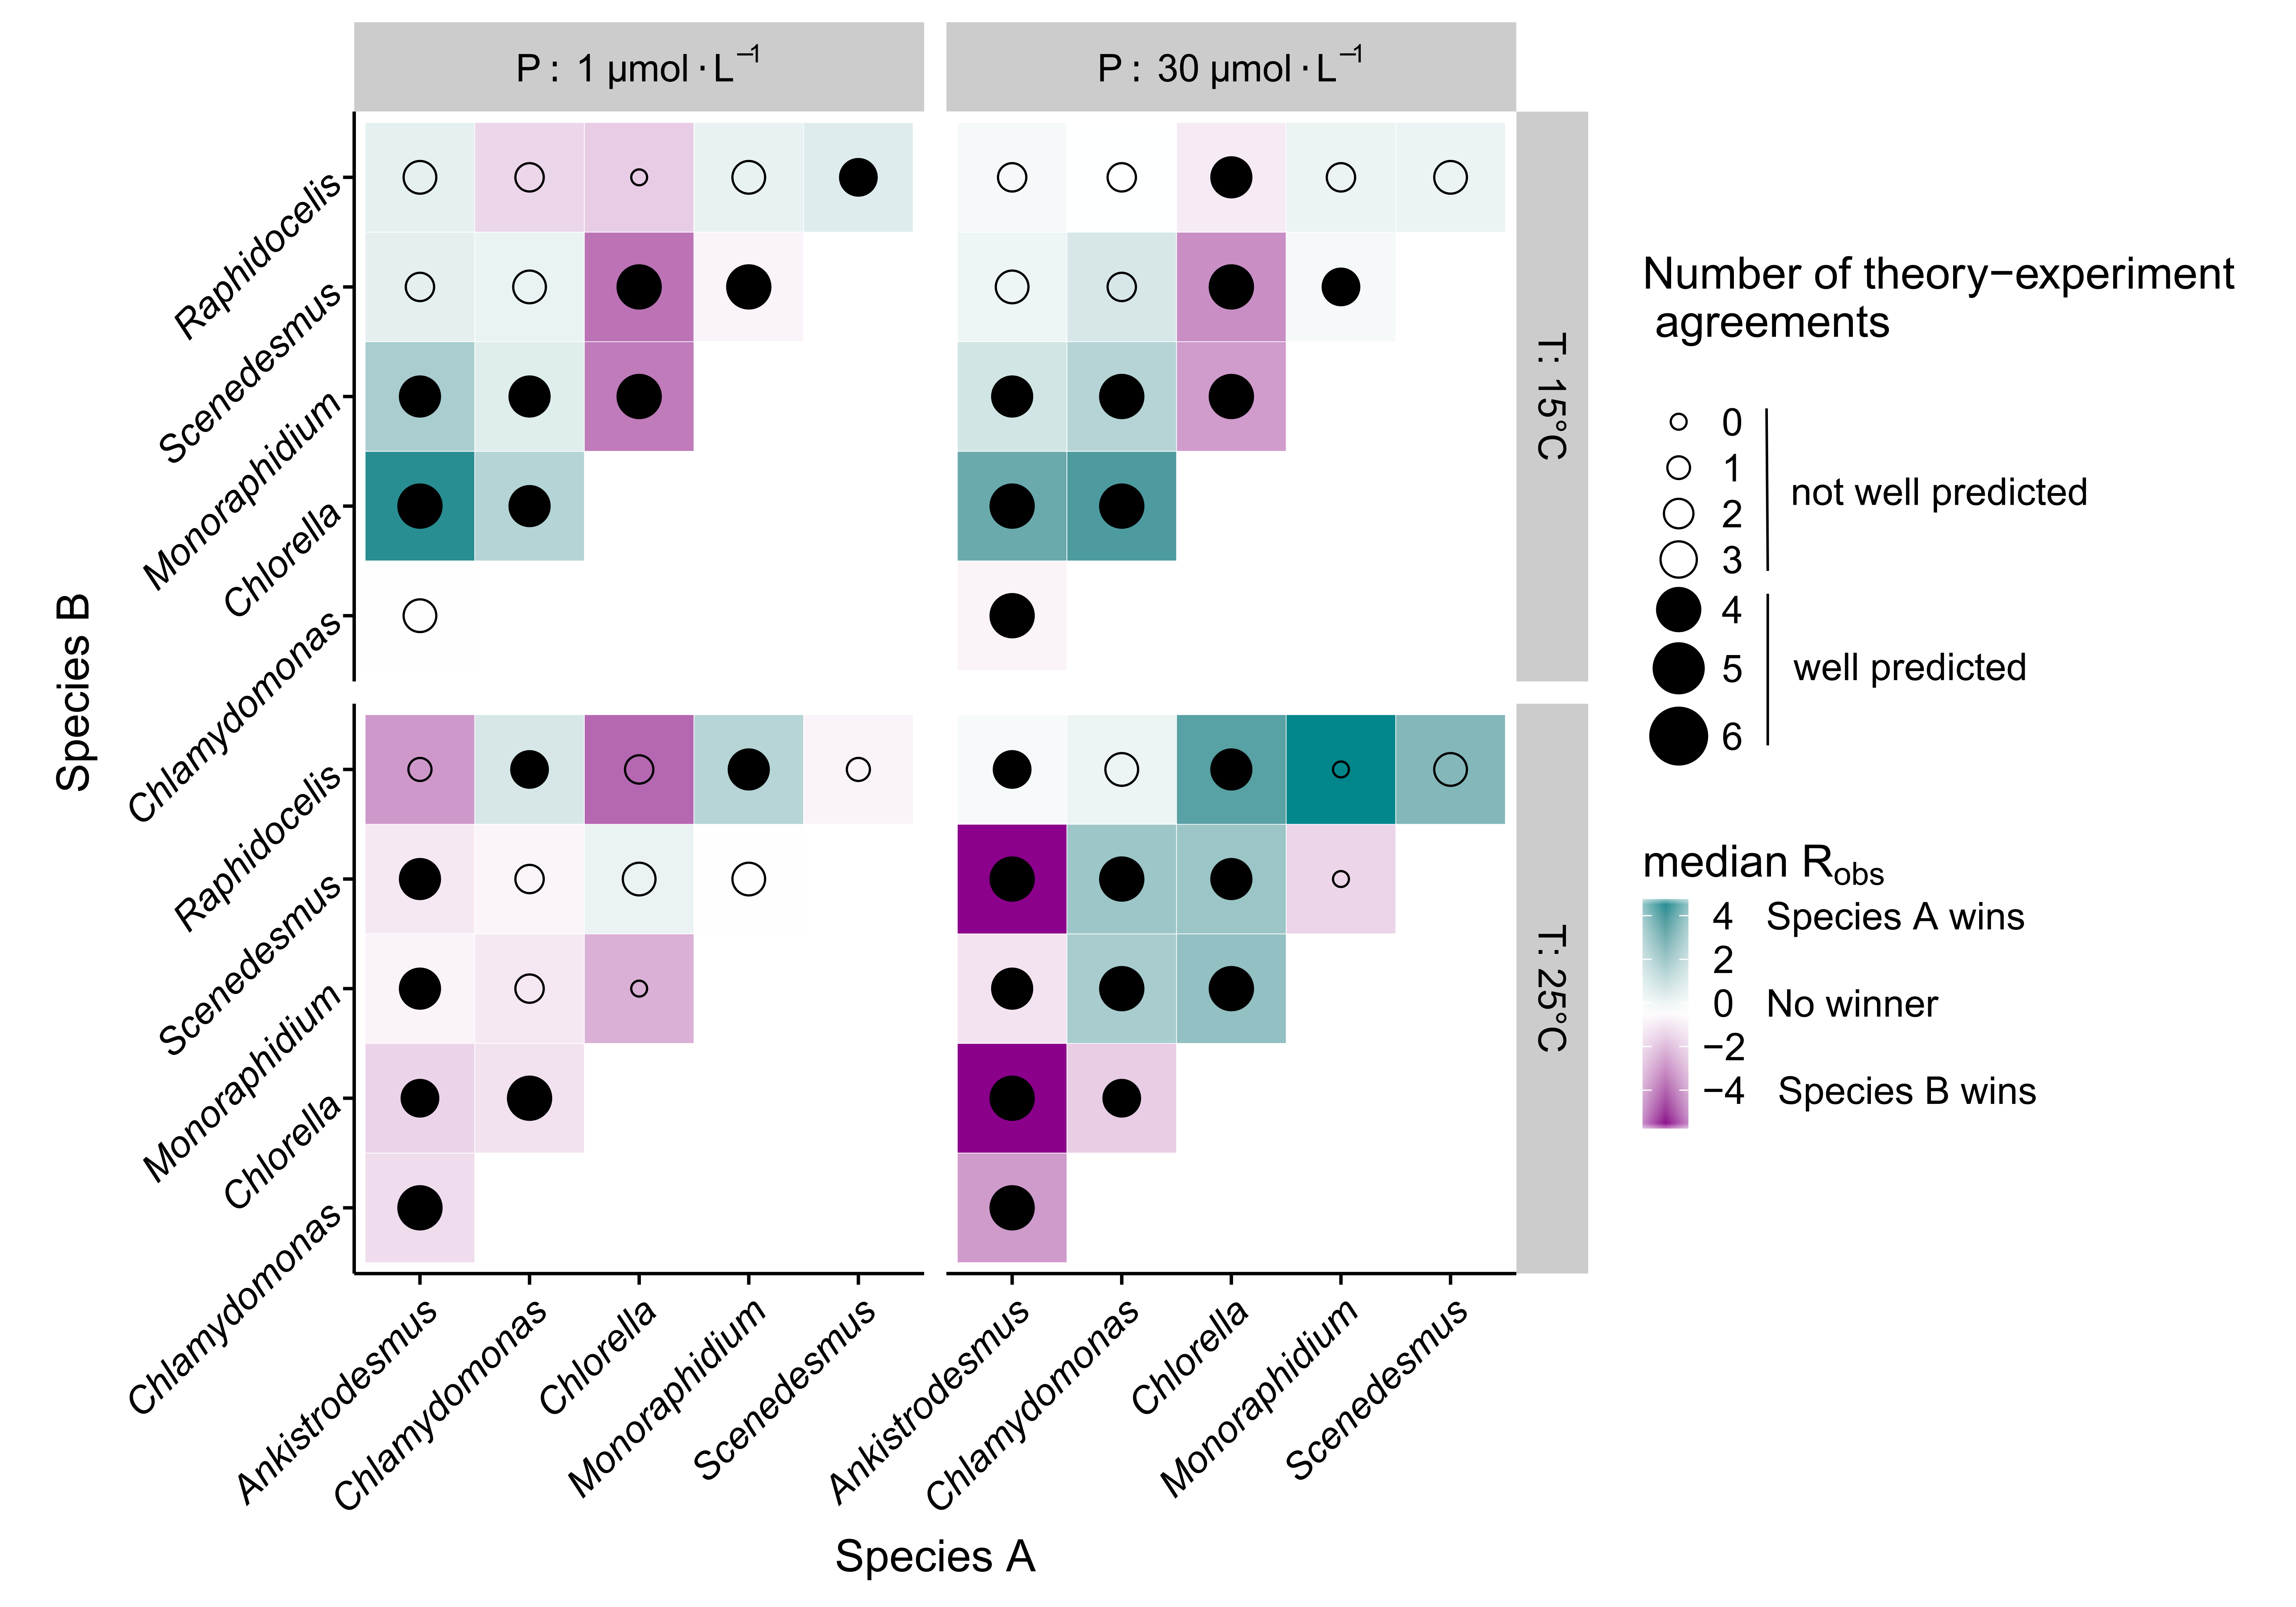 P : 1 µmol · L⁻¹
P : 30 µmol · L⁻¹
Raphidocelis
Scenedesmus
Monoraphidium
Chlorella
Chlamydomonas
T: 15°C
Raphidocelis
Scenedesmus
Monoraphidium
Chlorella
Chlamydomonas
T: 25°C
Species B
Ankistrodesmus
Chlamydomonas
Chlorella
Monoraphidium
Scenedesmus
Ankistrodesmus
Chlamydomonas
Chlorella
Monoraphidium
Scenedesmus
Species A
Number of theory−experiment
agreements
0
1
2
3
not well predicted
4
5
6
well predicted
median Robs
4 Species A wins
2
0 No winner
−2
−4 Species B wins